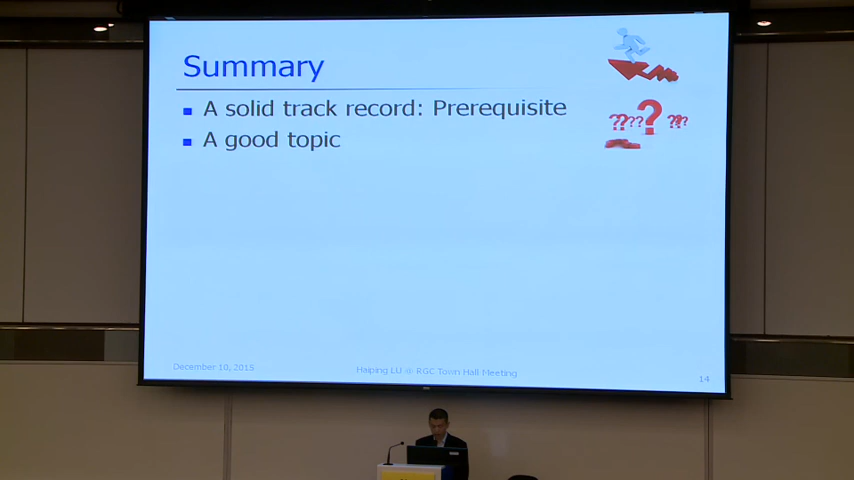 Summary
A solid track record: Prerequisite
A good topic
December 10, 2015
Haiping LU @ RGC Town Hall Meeting
14